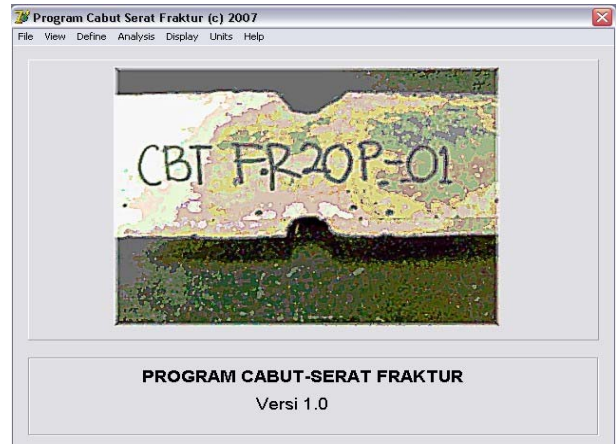 Program Cabut Serat Fraktur (c) 2007
File View Define Analysis Display Units Help
CBT F.R20P-01
PROGRAM CABUT-SERAT FRAKTUR
Versi 1.0